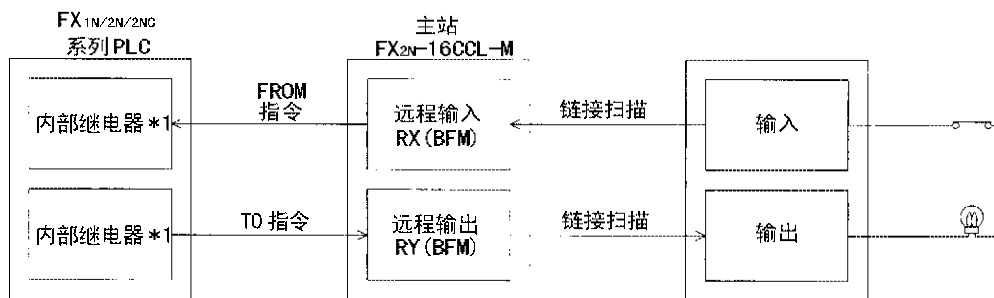 FX1N/2N/2NC
系列PLC
主站
FX2N-16CCL-M
内部继电器*1
FROM
指令
远程输入
RX(BFM)
链接扫描
输入
内部继电器*1
TO 指令
远程输出
RY(BFM)
链接扫描
输出